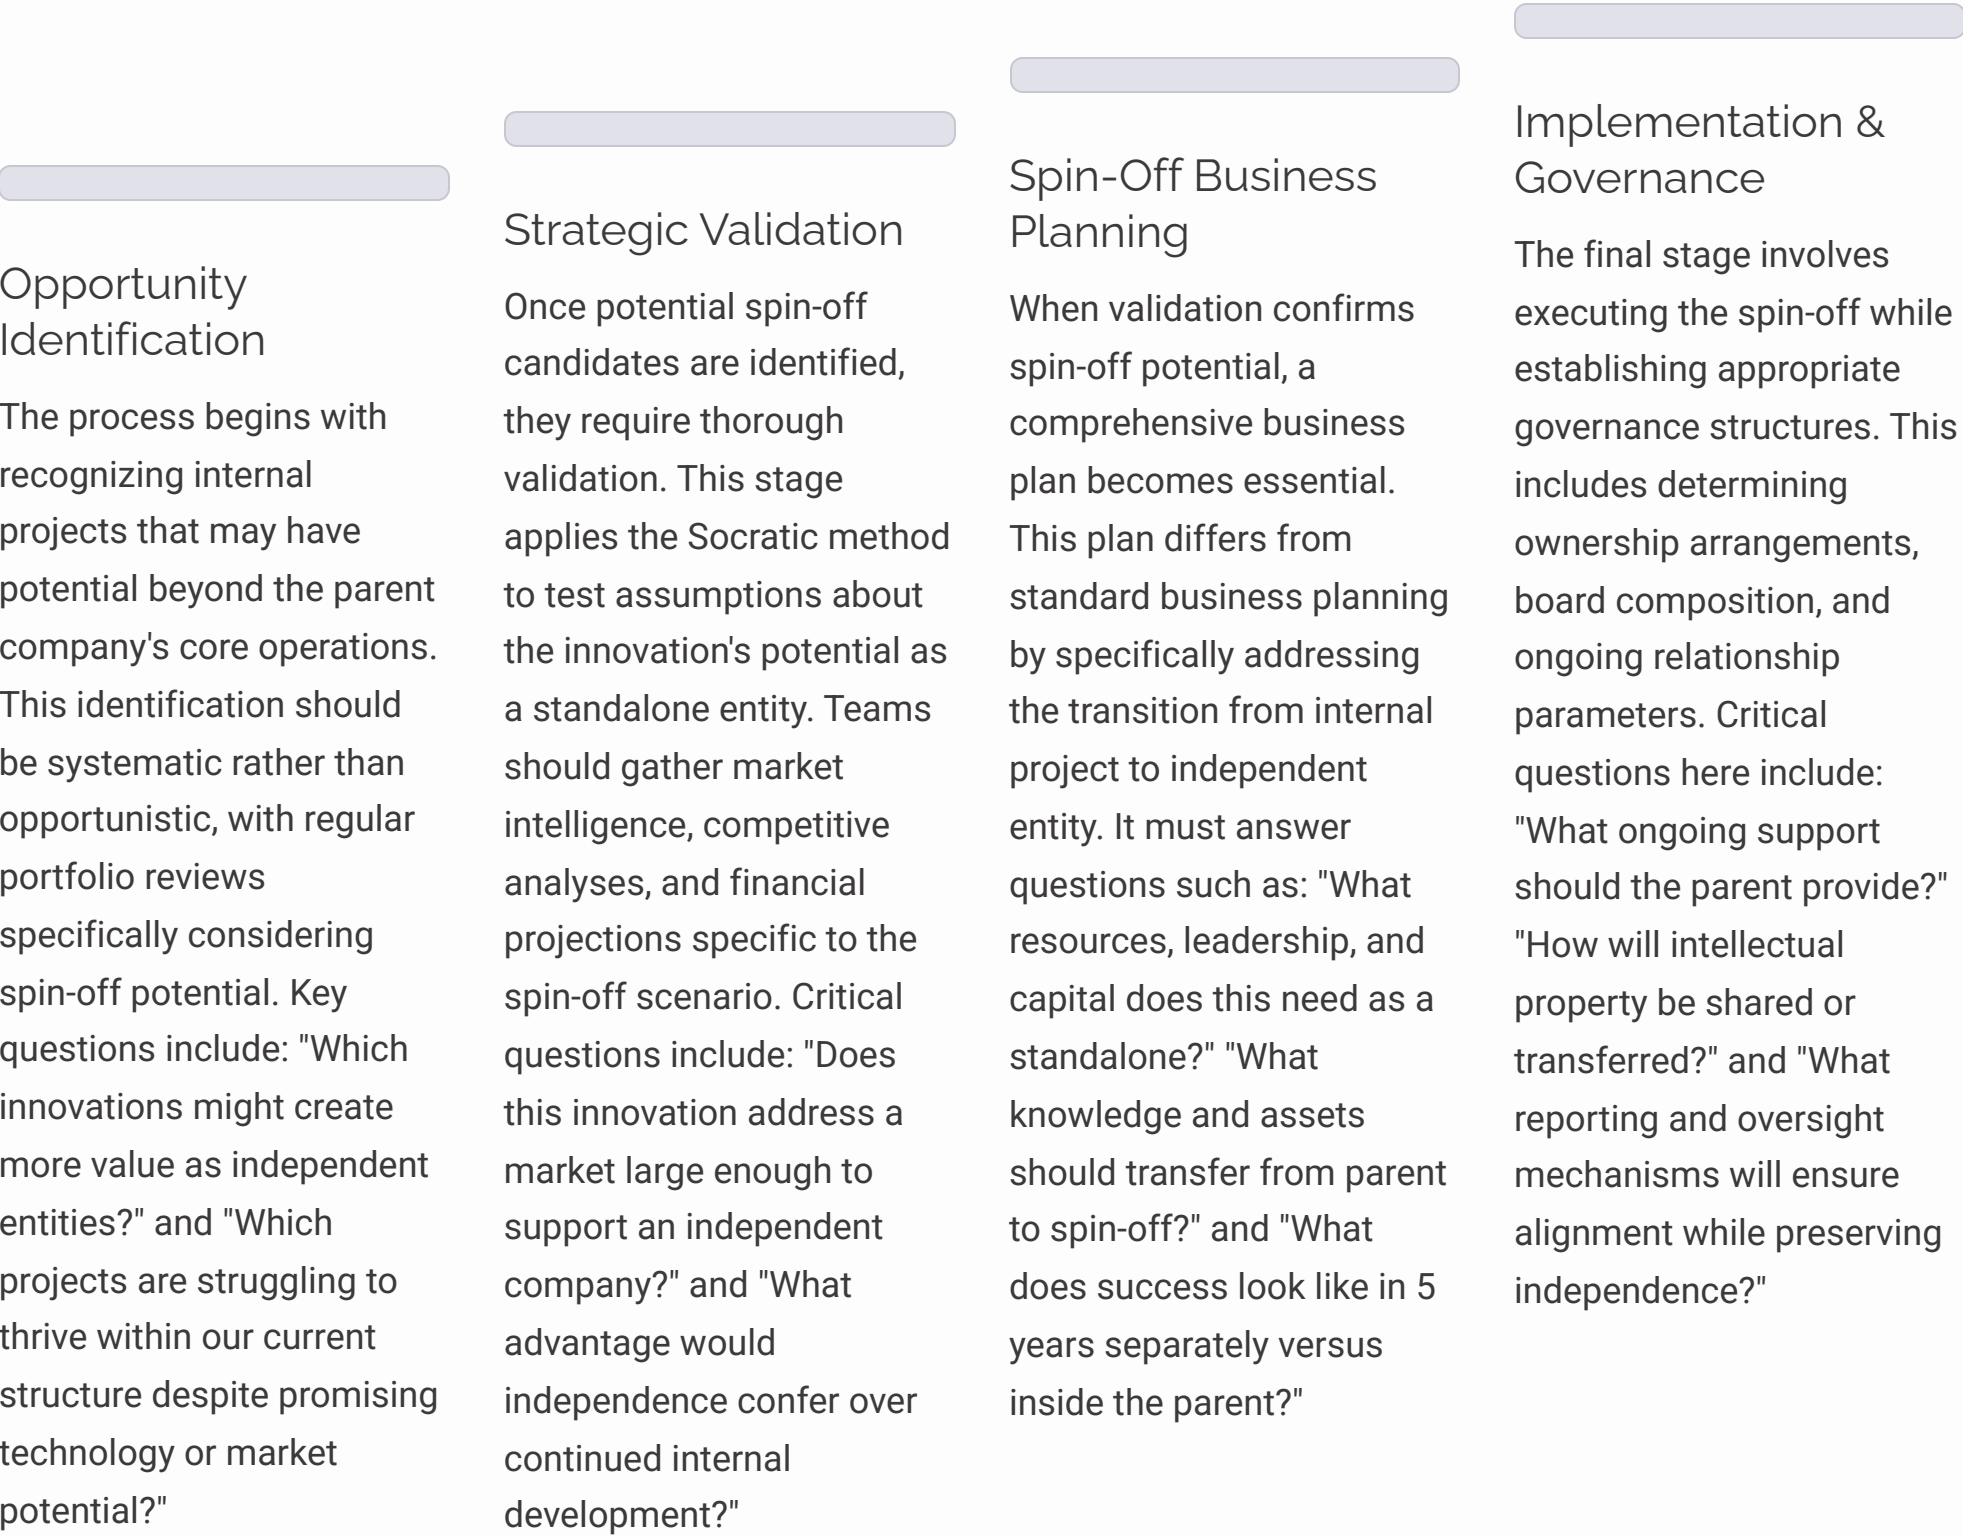 Opportunity
Identification
The process begins with
recognizing internal
projects that may have
potential beyond the parent
company's core operations.
This identification should
be systematic rather than
opportunistic, with regular
portfolio reviews
specifically considering
spin-off potential. Key
questions include: "Which
innovations might create
more value as independent
entities?" and "Which
projects are struggling to
thrive within our current
structure despite promising
technology or market
potential?"
Strategic Validation
Once potential spin-off
candidates are identified,
they require thorough
validation. This stage
applies the Socratic method
to test assumptions about
the innovation's potential as
a standalone entity. Teams
should gather market
intelligence, competitive
analyses, and financial
projections specific to the
spin-off scenario. Critical
questions include: "Does
this innovation address a
market large enough to
support an independent
company?" and "What
advantage would
independence confer over
continued internal
development?"
Spin-Off Business
Planning
When validation confirms
spin-off potential, a
comprehensive business
plan becomes essential.
This plan differs from
standard business planning
by specifically addressing
the transition from internal
project to independent
entity. It must answer
questions such as: "What
resources, leadership, and
capital does this need as a
standalone?" "What
knowledge and assets
should transfer from parent
to spin-off?" and "What
does success look like in 5
years separately versus
inside the parent?"
Implementation &
Governance
The final stage involves
executing the spin-off while
establishing appropriate
governance structures. This
includes determining
ownership arrangements,
board composition, and
ongoing relationship
parameters. Critical
questions here include:
"What ongoing support
should the parent provide?"
"How will intellectual
property be shared or
transferred?" and "What
reporting and oversight
mechanisms will ensure
alignment while preserving
independence?"